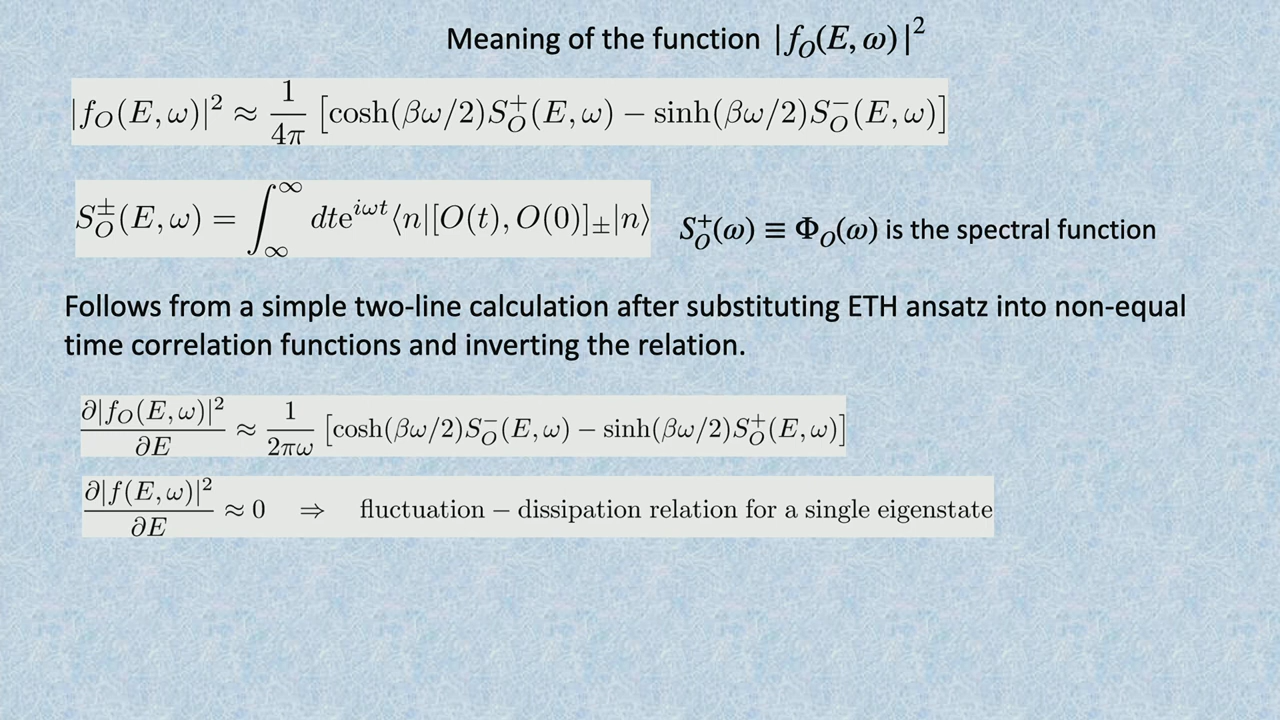 Meaning of the function |f_O(E, ω)|²
|f_O(E, ω)|² ≈ 1/4π [cosh(βω/2)S_O^+(E, ω) − sinh(βω/2)S_O^−(E, ω)]
S_O^±(E, ω) = ∫_∞^∞ dte^{iωt}⟨n|[O(t), O(0)]_±|n⟩ S_O^+(ω) ≡ Φ_O(ω) is the spectral function
Follows from a simple two-line calculation after substituting ETH ansatz into non-equal
time correlation functions and inverting the relation.
∂|f_O(E, ω)|²/∂E ≈ 1/2πω [cosh(βω/2)S_O^−(E, ω) − sinh(βω/2)S_O^+(E, ω)]
∂|f(E, ω)|²/∂E ≈ 0 ⇒ fluctuation − dissipation relation for a single eigenstate